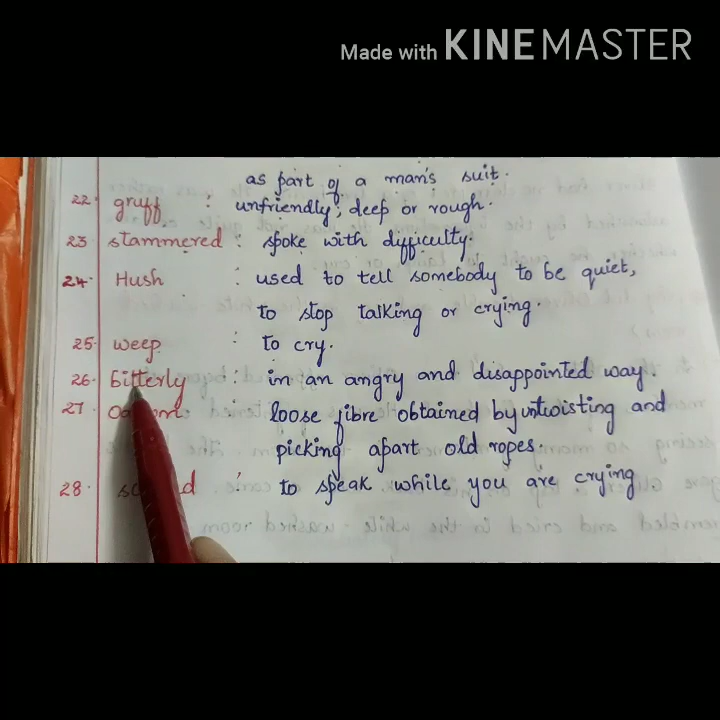 Made with KINEMASTER
as part of a man's suit.
22. gruff : unfriendly; deep or rough.
23. stammered : spoke with difficulty.
24. Hush : used to tell somebody to be quiet,
to stop talking or crying.
25. weep : to cry.
26. bitterly : in an angry and disappointed way.
27. : loose fibre obtained by untwisting and
picking apart old ropes.
28. : to speak while you are crying